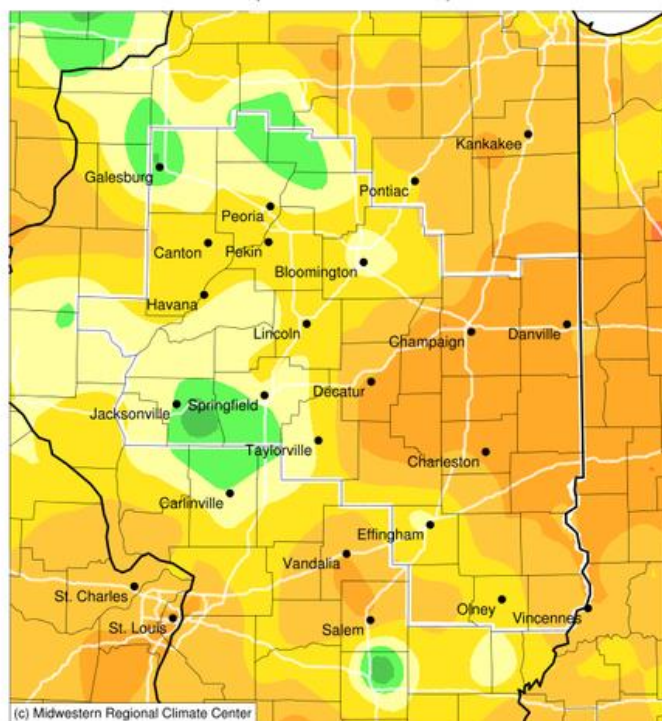 Kankakee
Galesburg
Pontiac
Peoria
Canton
Pekin
Bloomington
Havana
Lincoln
Champaign
Danville
Decatur
Jacksonville
Springfield
Taylorville
Charleston
Carlinville
Effingham
Vandalia
St. Charles
Olney
Vincennes
St. Louis
Salem
(c) Midwestern Regional Climate Center